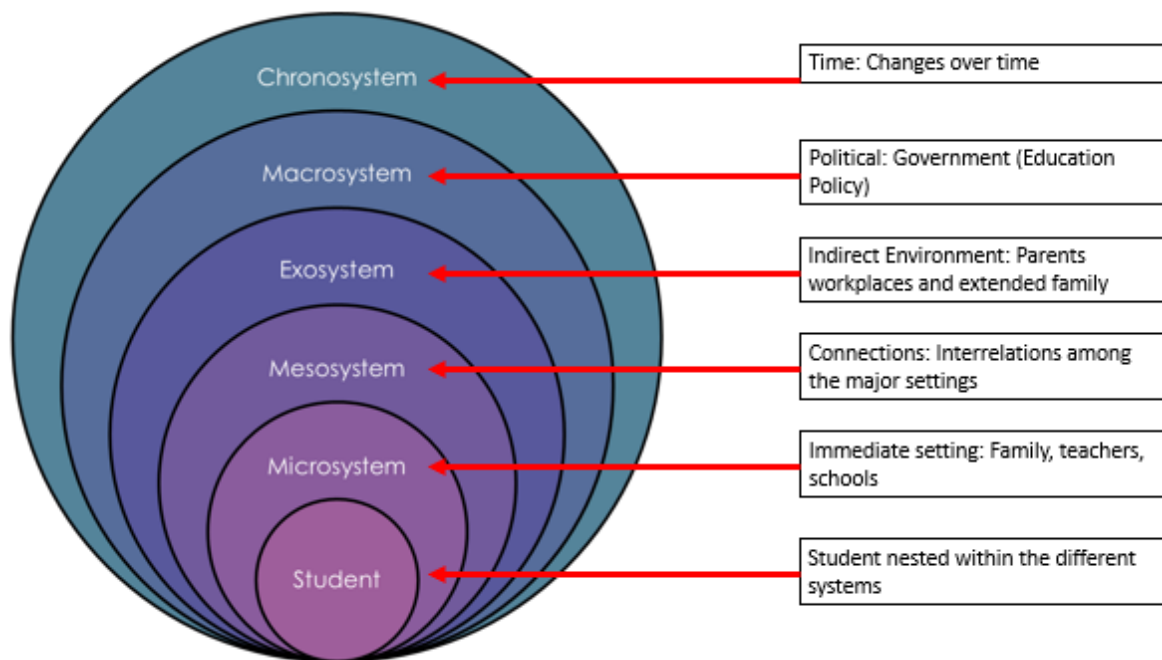 Chronosystem
Time: Changes over time
Macrosystem
Political: Government (Education
Policy)
Exosystem
Indirect Environment: Parents
workplaces and extended family
Mesosystem
Connections: Interrelations among
the major settings
Microsystem
Immediate setting: Family, teachers,
schools
Student
Student nested within the different
systems